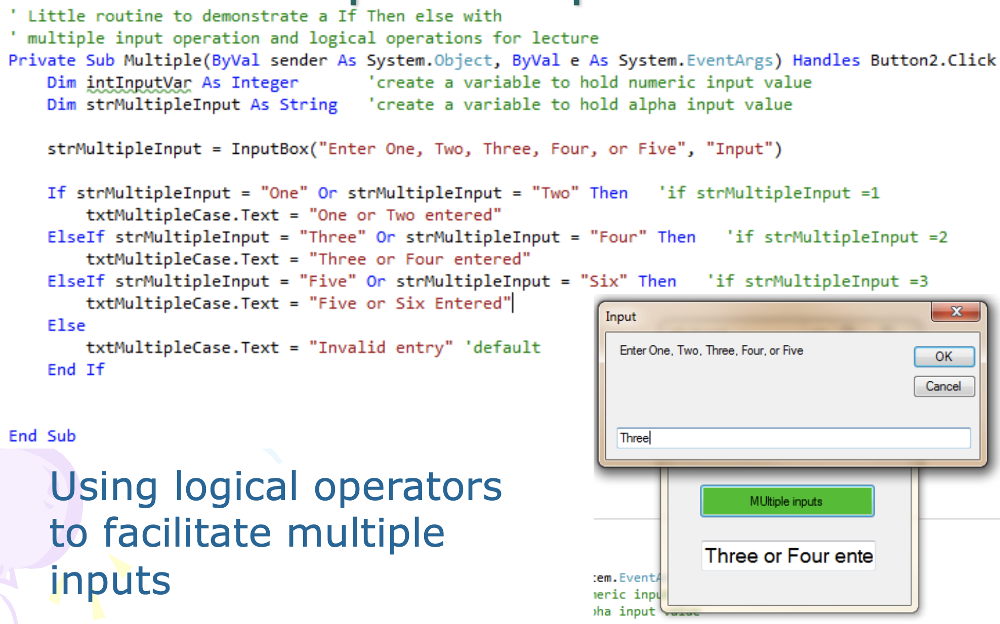 ' Little routine to demonstrate a If Then else with
' multiple input operation and logical operations for lecture
Private Sub Multiple(ByVal sender As System.Object, ByVal e As System.EventArgs) Handles Button2.Click
    Dim intInputVar As Integer       'create a variable to hold numeric input value
    Dim strMultipleInput As String   'create a variable to hold alpha input value
    strMultipleInput = InputBox("Enter One, Two, Three, Four, or Five", "Input")
    If strMultipleInput = "One" Or strMultipleInput = "Two" Then   'if strMultipleInput =1
        txtMultipleCase.Text = "One or Two entered"
    ElseIf strMultipleInput = "Three" Or strMultipleInput = "Four" Then   'if strMultipleInput =2
        txtMultipleCase.Text = "Three or Four entered"
    ElseIf strMultipleInput = "Five" Or strMultipleInput = "Six" Then   'if strMultipleInput =3
        txtMultipleCase.Text = "Five or Six Entered"
    Else
        txtMultipleCase.Text = "Invalid entry" 'default
    End If
End Sub
Input
Enter One, Two, Three, Four, or Five
OK
Cancel
Three
MUltiple inputs
Three or Four ente
Using logical operators
to facilitate multiple
inputs
.Event
inpu
input